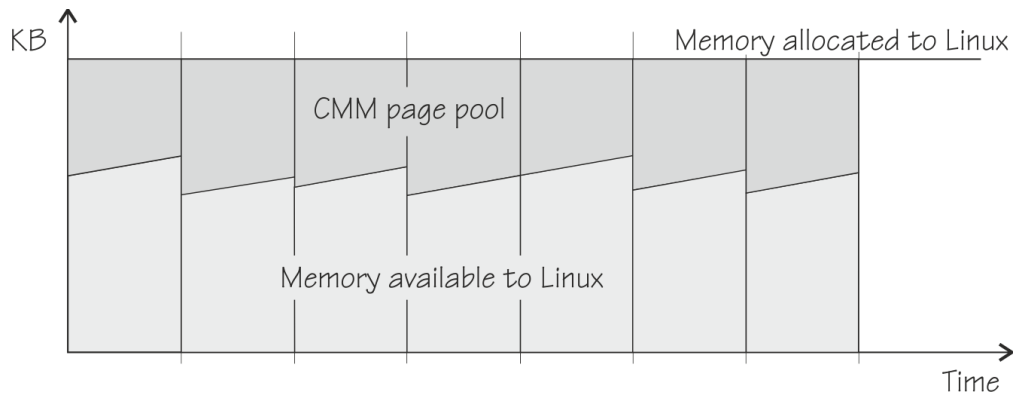 KB
Memory allocated to Linux
CMM page pool
Memory available to Linux
Time